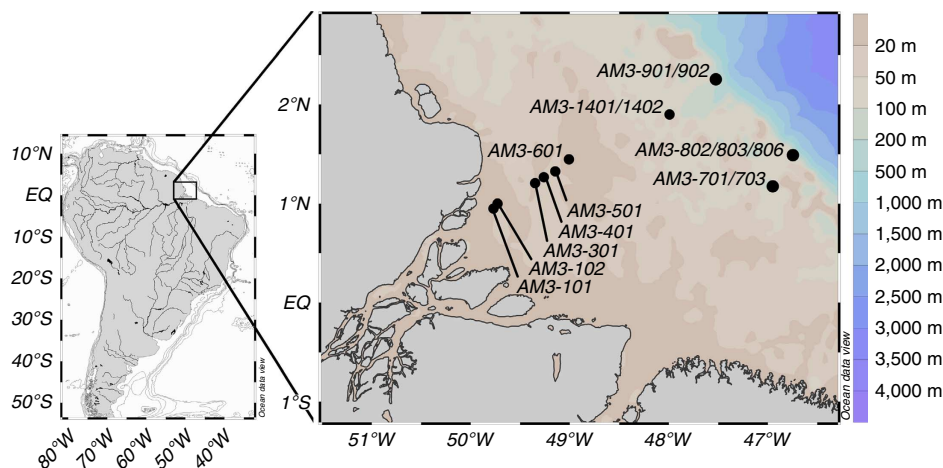 10°N
EQ
10°S
20°S
30°S
40°S
50°S
80°W
70°W
60°W
50°W
40°W
Ocean data view
2°N
1°N
EQ
1°S
51°W
50°W
49°W
48°W
47°W
AM3-901/902
AM3-1401/1402
AM3-601
AM3-802/803/806
AM3-701/703
AM3-501
AM3-401
AM3-301
AM3-102
AM3-101
Ocean data view
20 m
50 m
100 m
200 m
500 m
1,000 m
1,500 m
2,000 m
2,500 m
3,000 m
3,500 m
4,000 m